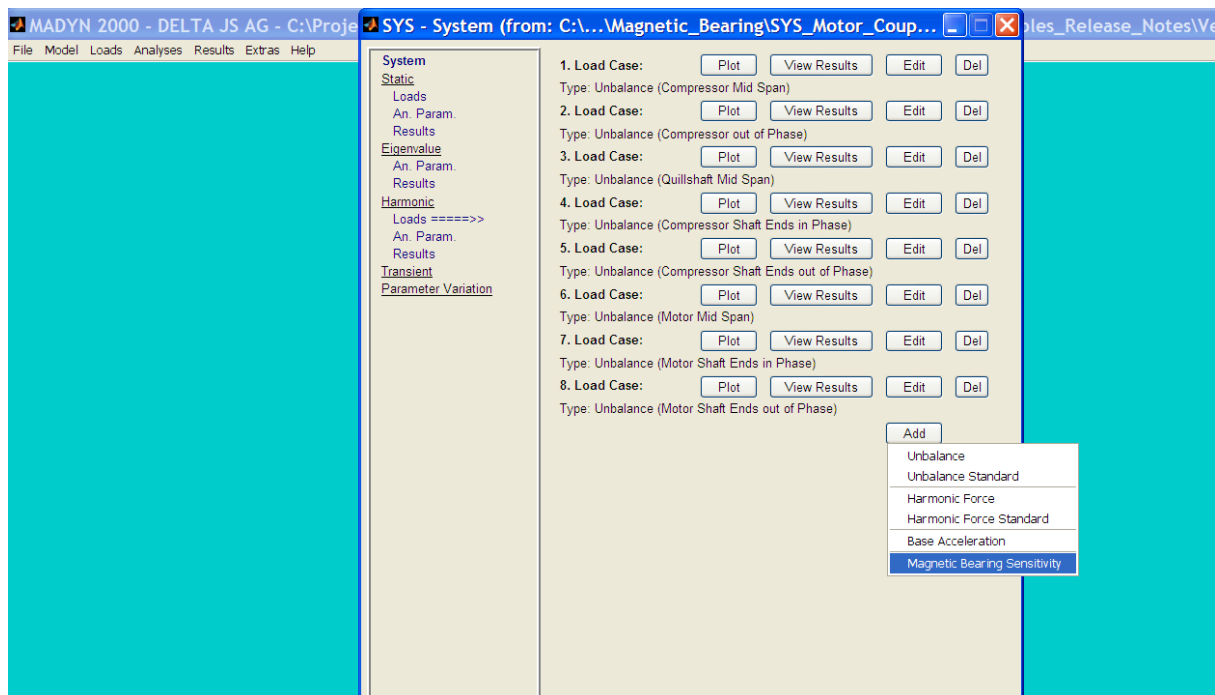 MADYN 2000 - DELTA JS AG - C:\Proje
SYS - System (from: C:\...\Magnetic_Bearing\SYS_Motor_Coup...
ples_Release_Notes\Ve
File Model Loads Analyses Results Extras Help
System
Static
Loads
An. Param.
Results
Eigenvalue
An. Param.
Results
Harmonic
Loads =====>>
An. Param.
Results
Transient
Parameter Variation
1. Load Case: Plot View Results Edit Del
Type: Unbalance (Compressor Mid Span)
2. Load Case: Plot View Results Edit Del
Type: Unbalance (Compressor out of Phase)
3. Load Case: Plot View Results Edit Del
Type: Unbalance (Quillshaft Mid Span)
4. Load Case: Plot View Results Edit Del
Type: Unbalance (Compressor Shaft Ends in Phase)
5. Load Case: Plot View Results Edit Del
Type: Unbalance (Compressor Shaft Ends out of Phase)
6. Load Case: Plot View Results Edit Del
Type: Unbalance (Motor Mid Span)
7. Load Case: Plot View Results Edit Del
Type: Unbalance (Motor Shaft Ends in Phase)
8. Load Case: Plot View Results Edit Del
Type: Unbalance (Motor Shaft Ends out of Phase)
Add
Unbalance
Unbalance Standard
Harmonic Force
Harmonic Force Standard
Base Acceleration
Magnetic Bearing Sensitivity